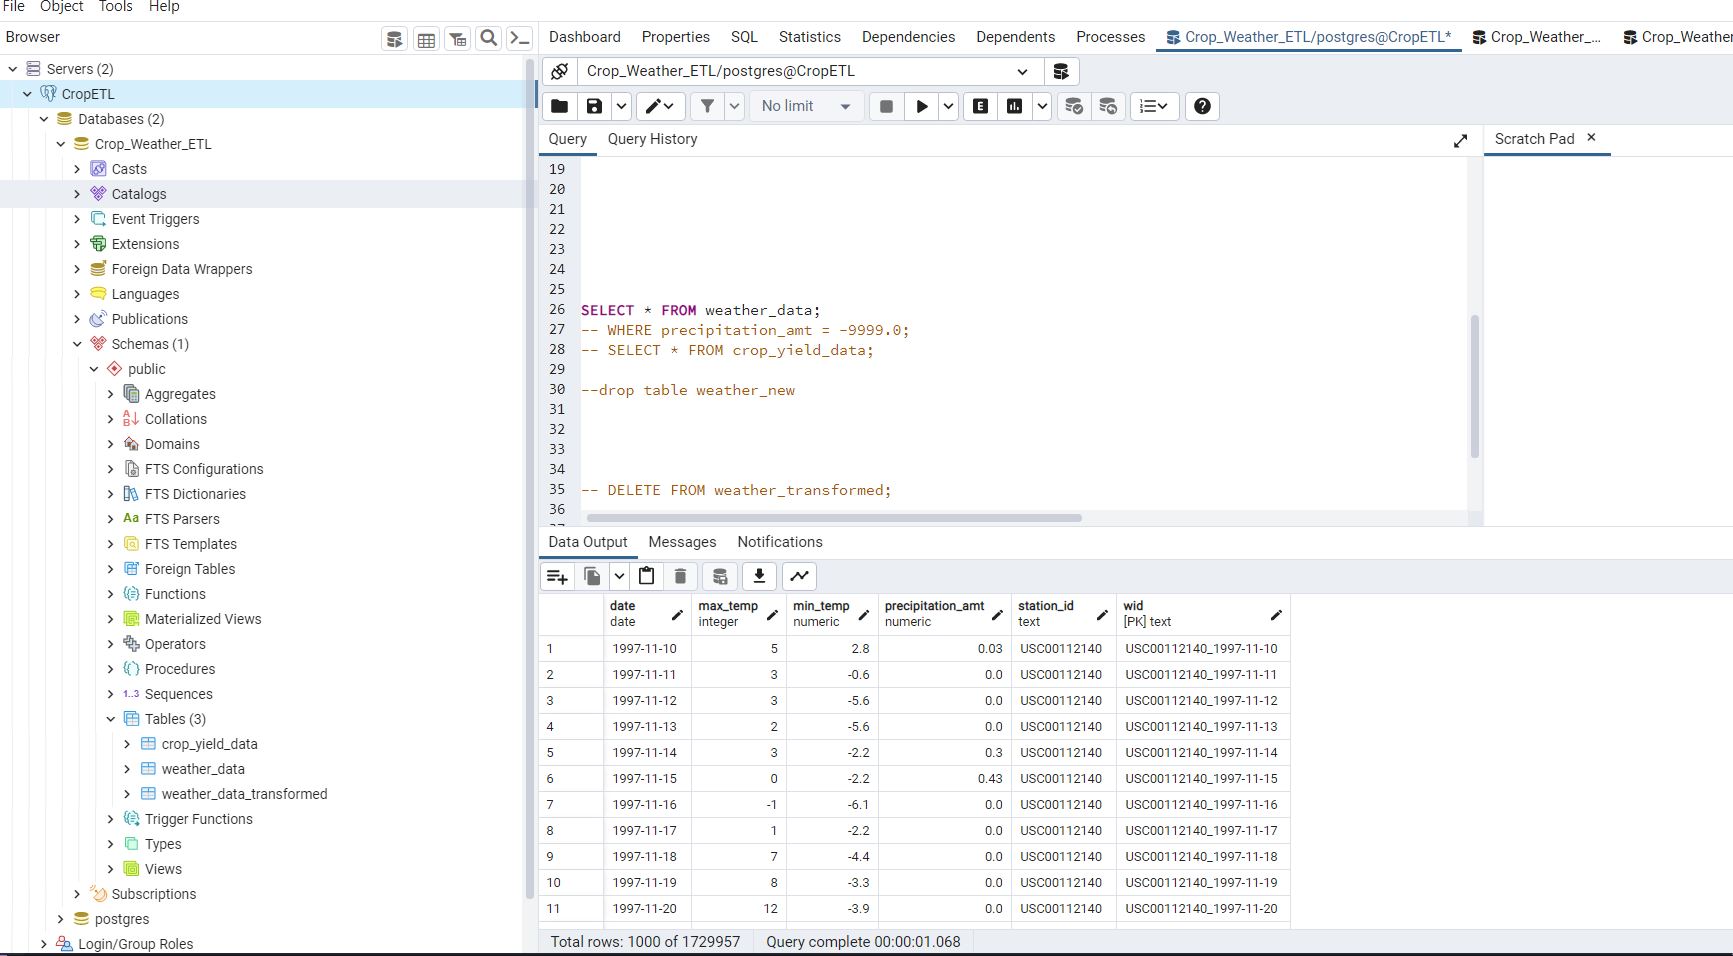 File Object Tools Help
Browser
Dashboard Properties SQL Statistics Dependencies Dependents Processes Crop_Weather_ETL/postgres@CropETL* Crop_Weather_... Crop_Weather
Servers (2)
CropETL
Databases (2)
Crop_Weather_ETL
Casts
Catalogs
Event Triggers
Extensions
Foreign Data Wrappers
Languages
Publications
Schemas (1)
public
Aggregates
Collations
Domains
FTS Configurations
FTS Dictionaries
Aa FTS Parsers
FTS Templates
Foreign Tables
Functions
Materialized Views
Operators
Procedures
1..3 Sequences
Tables (3)
crop_yield_data
weather_data
weather_data_transformed
Trigger Functions
Types
Views
Subscriptions
postgres
Login/Group Roles
Crop_Weather_ETL/postgres@CropETL
No limit
E
Query Query History
Scratch Pad
19
20
21
22
23
24
25
26 SELECT * FROM weather_data;
27 -- WHERE precipitation_amt = -9999.0;
28 -- SELECT * FROM crop_yield_data;
29
30 --drop table weather_new
31
32
33
34
35 -- DELETE FROM weather_transformed;
36
Data Output Messages Notifications
date max_temp min_temp precipitation_amt station_id wid
date integer numeric numeric text [PK] text
1 1997-11-10 5 2.8 0.03 USC00112140 USC00112140_1997-11-10
2 1997-11-11 3 -0.6 0.0 USC00112140 USC00112140_1997-11-11
3 1997-11-12 3 -5.6 0.0 USC00112140 USC00112140_1997-11-12
4 1997-11-13 2 -5.6 0.0 USC00112140 USC00112140_1997-11-13
5 1997-11-14 3 -2.2 0.3 USC00112140 USC00112140_1997-11-14
6 1997-11-15 0 -2.2 0.43 USC00112140 USC00112140_1997-11-15
7 1997-11-16 -1 -6.1 0.0 USC00112140 USC00112140_1997-11-16
8 1997-11-17 1 -2.2 0.0 USC00112140 USC00112140_1997-11-17
9 1997-11-18 7 -4.4 0.0 USC00112140 USC00112140_1997-11-18
10 1997-11-19 8 -3.3 0.0 USC00112140 USC00112140_1997-11-19
11 1997-11-20 12 -3.9 0.0 USC00112140 USC00112140_1997-11-20
Total rows: 1000 of 1729957 Query complete 00:00:01.068